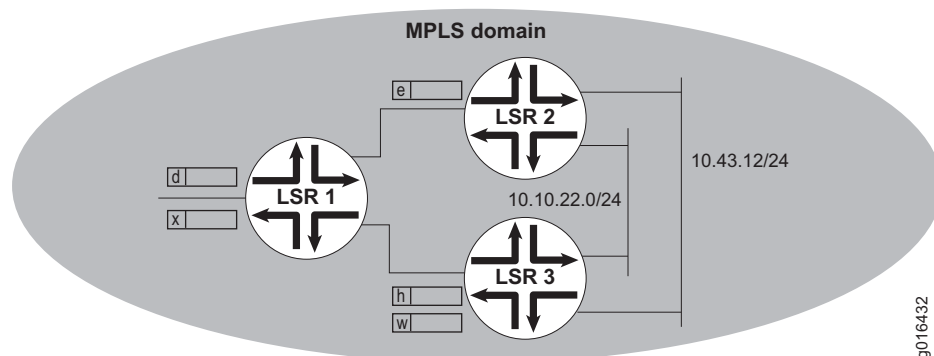 MPLS domain
e
LSR 2
d
10.43.12/24
LSR 1
10.10.22.0/24
x
LSR 3
h
w
g016432